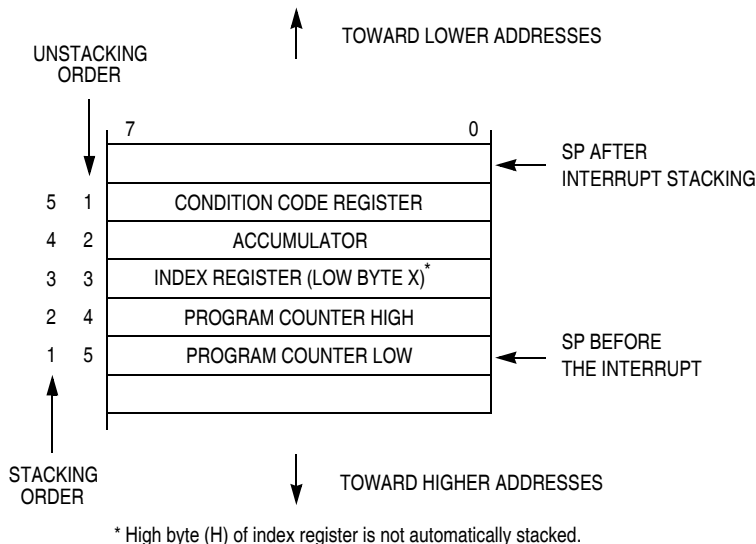 TOWARD LOWER ADDRESSES
UNSTACKING
ORDER
7 0
SP AFTER
INTERRUPT STACKING
5 1 CONDITION CODE REGISTER
4 2 ACCUMULATOR
3 3 INDEX REGISTER (LOW BYTE X)*
2 4 PROGRAM COUNTER HIGH
1 5 PROGRAM COUNTER LOW
SP BEFORE
THE INTERRUPT
STACKING
ORDER
TOWARD HIGHER ADDRESSES
* High byte (H) of index register is not automatically stacked.